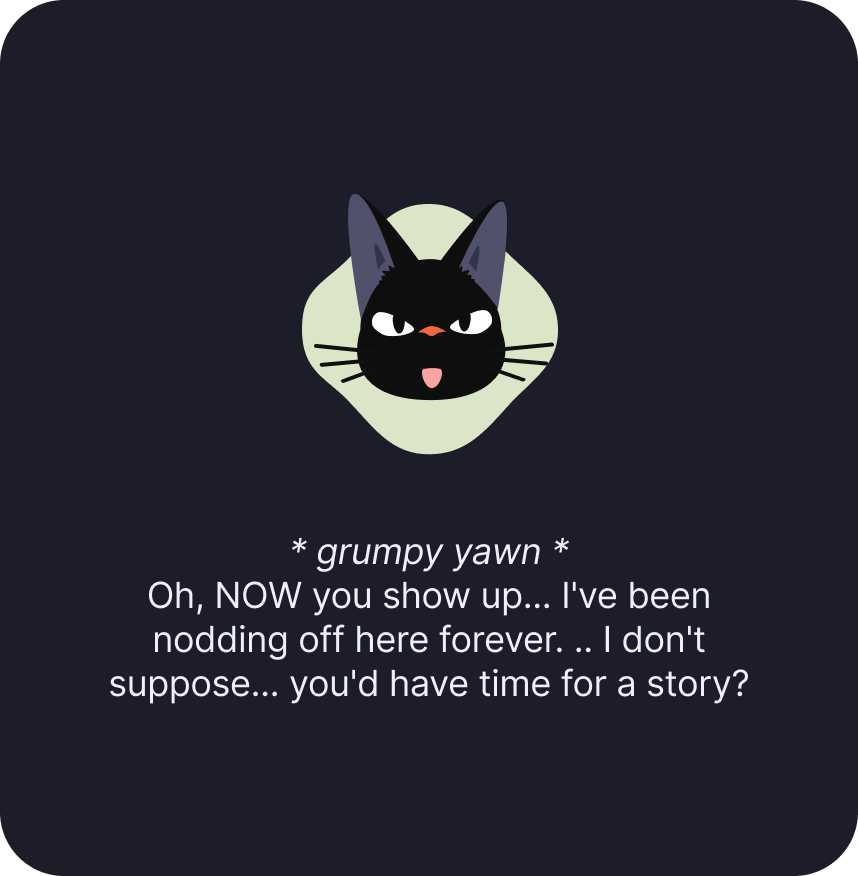 * grumpy yawn *
Oh, NOW you show up... I've been
nodding off here forever. .. I don't
suppose... you'd have time for a story?